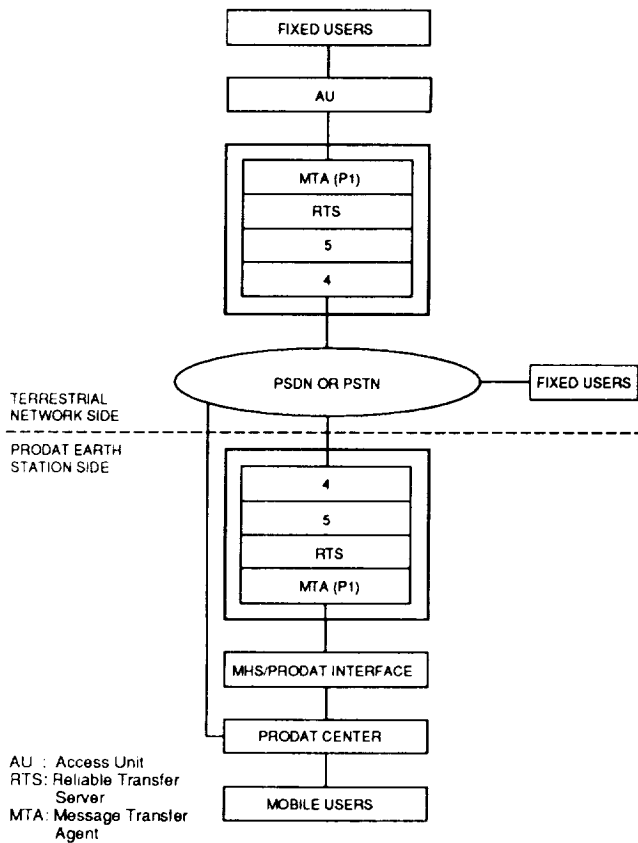 FIXED USERS
AU
MTA (P1)
RTS
5
4
PSDN OR PSTN
FIXED USERS
TERRESTRIAL
NETWORK SIDE
PRODAT EARTH
STATION SIDE
4
5
RTS
MTA (P1)
MHS/PRODAT INTERFACE
PRODAT CENTER
MOBILE USERS
AU : Access Unit
RTS: Reliable Transfer
Server
MTA: Message Transfer
Agent